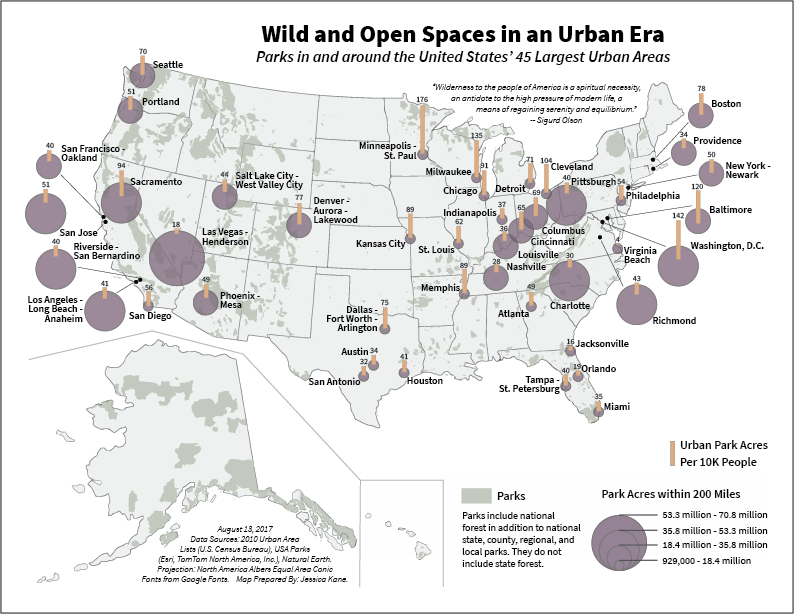 Wild and Open Spaces in an Urban Era
Parks in and around the United States’ 45 Largest Urban Areas
"Wilderness to the people of America is a spiritual necessity,
an antidote to the high pressure of modern life, a
means of regaining serenity and equilibrium."
-- Sigurd Olson
70
Seattle
51
Portland
40
San Francisco -
Oakland
94
Sacramento
51
San Jose
40
Riverside -
San Bernardino
41
Los Angeles -
Long Beach -
Anaheim
56
San Diego
18
Las Vegas -
Henderson
44
Salt Lake City -
West Valley City
77
Denver -
Aurora -
Lakewood
49
Phoenix -
Mesa
176
Minneapolis -
St. Paul
135
Milwaukee
91
Chicago
71
Detroit
104
Cleveland
40
Pittsburgh
54
Philadelphia
78
Boston
34
Providence
50
New York -
Newark
120
Baltimore
142
Washington, D.C.
4
Virginia
Beach
43
Richmond
37
Indianapolis
65
69
Columbus
Cincinnati
36
Louisville
89
Kansas City
62
St. Louis
28
Nashville
89
Memphis
30
Charlotte
49
Atlanta
75
Dallas -
Fort Worth -
Arlington
34
Austin
32
San Antonio
41
Houston
16
Jacksonville
19
Orlando
40
Tampa -
St. Petersburg
35
Miami
Urban Park Acres
Per 10K People
Parks
Parks include national
forest in addition to national
state, county, regional, and
local parks. They do not
include state forest.
Park Acres within 200 Miles
53.3 million - 70.8 million
35.8 million - 53.3 million
18.4 million - 35.8 million
929,000 - 18.4 million
August 13, 2017
Data Sources: 2010 Urban Area
Lists (U.S. Census Bureau), USA Parks
(Esri, TomTom North America, Inc.), Natural Earth.
Projection: North America Albers Equal Area Conic
Fonts from Google Fonts. Map Prepared By: Jessica Kane.